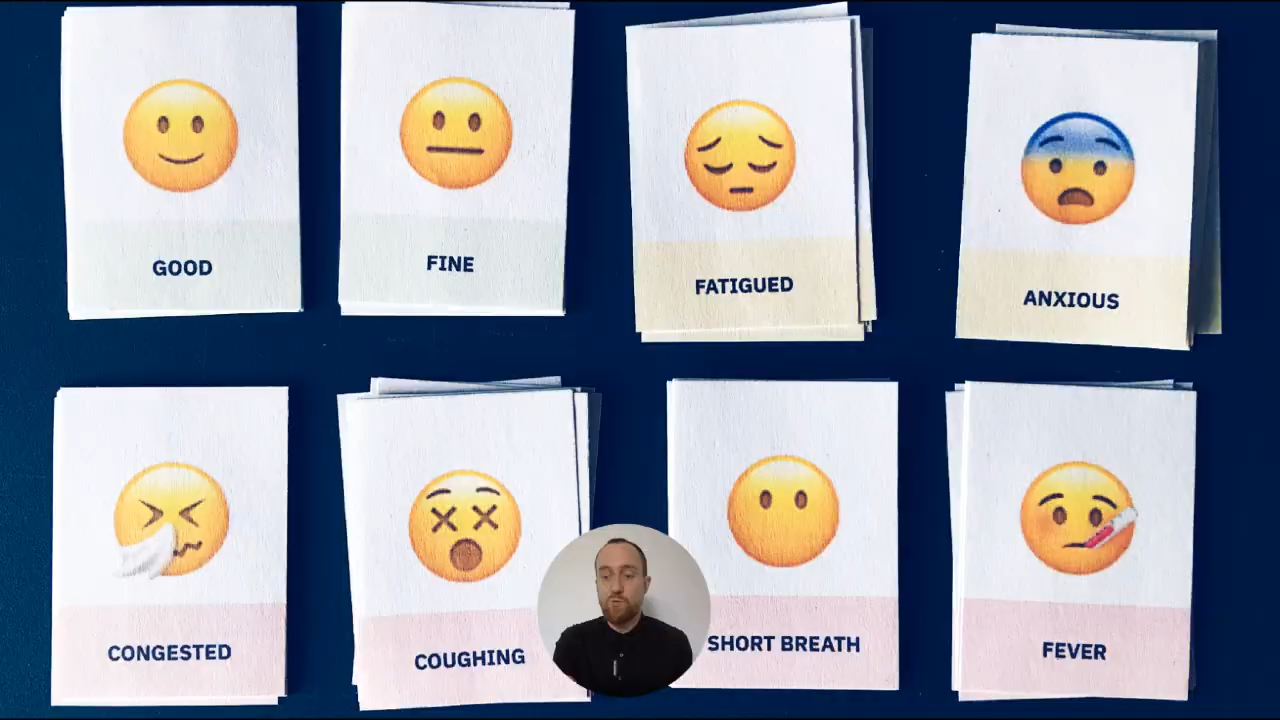 GOOD
FINE
FATIGUED
ANXIOUS
CONGESTED
COUGHING
SHORT BREATH
FEVER